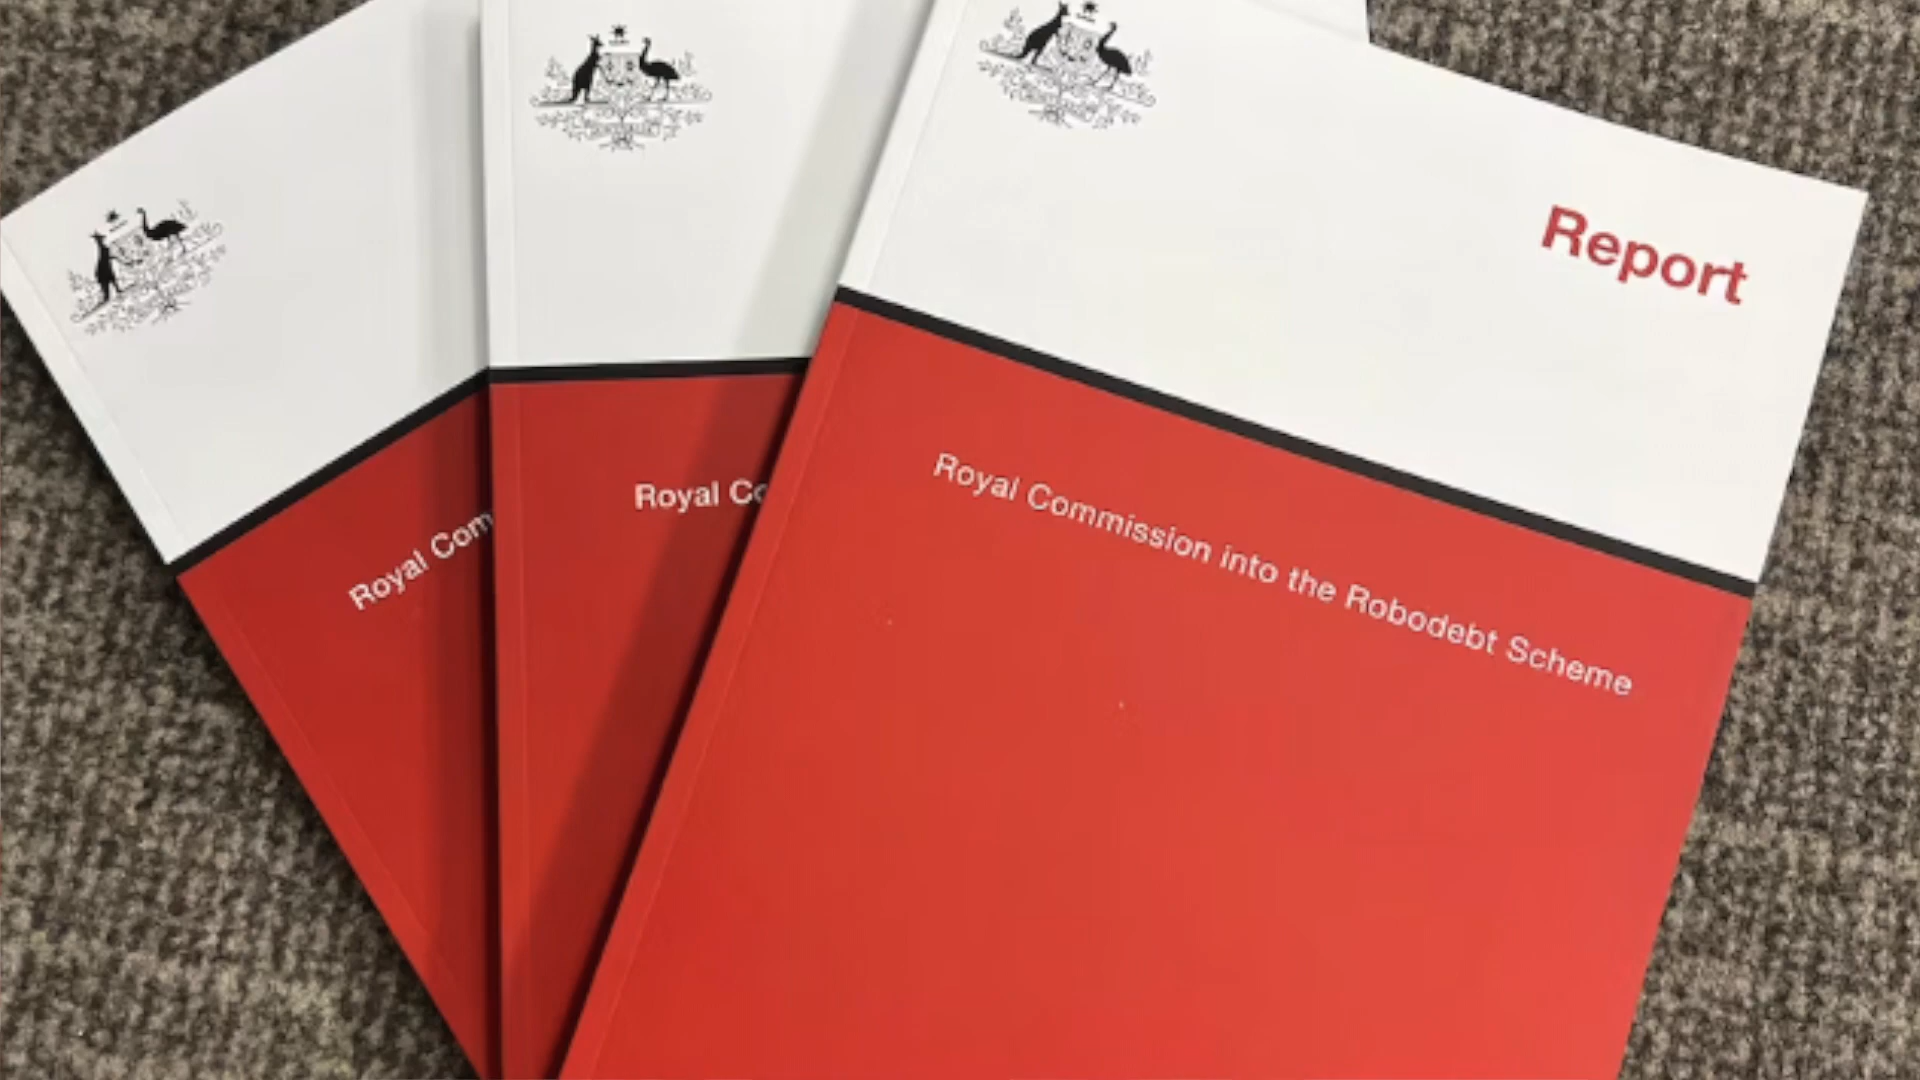 Report
Royal Commission into the Robodebt Scheme
Royal Co
Royal Com